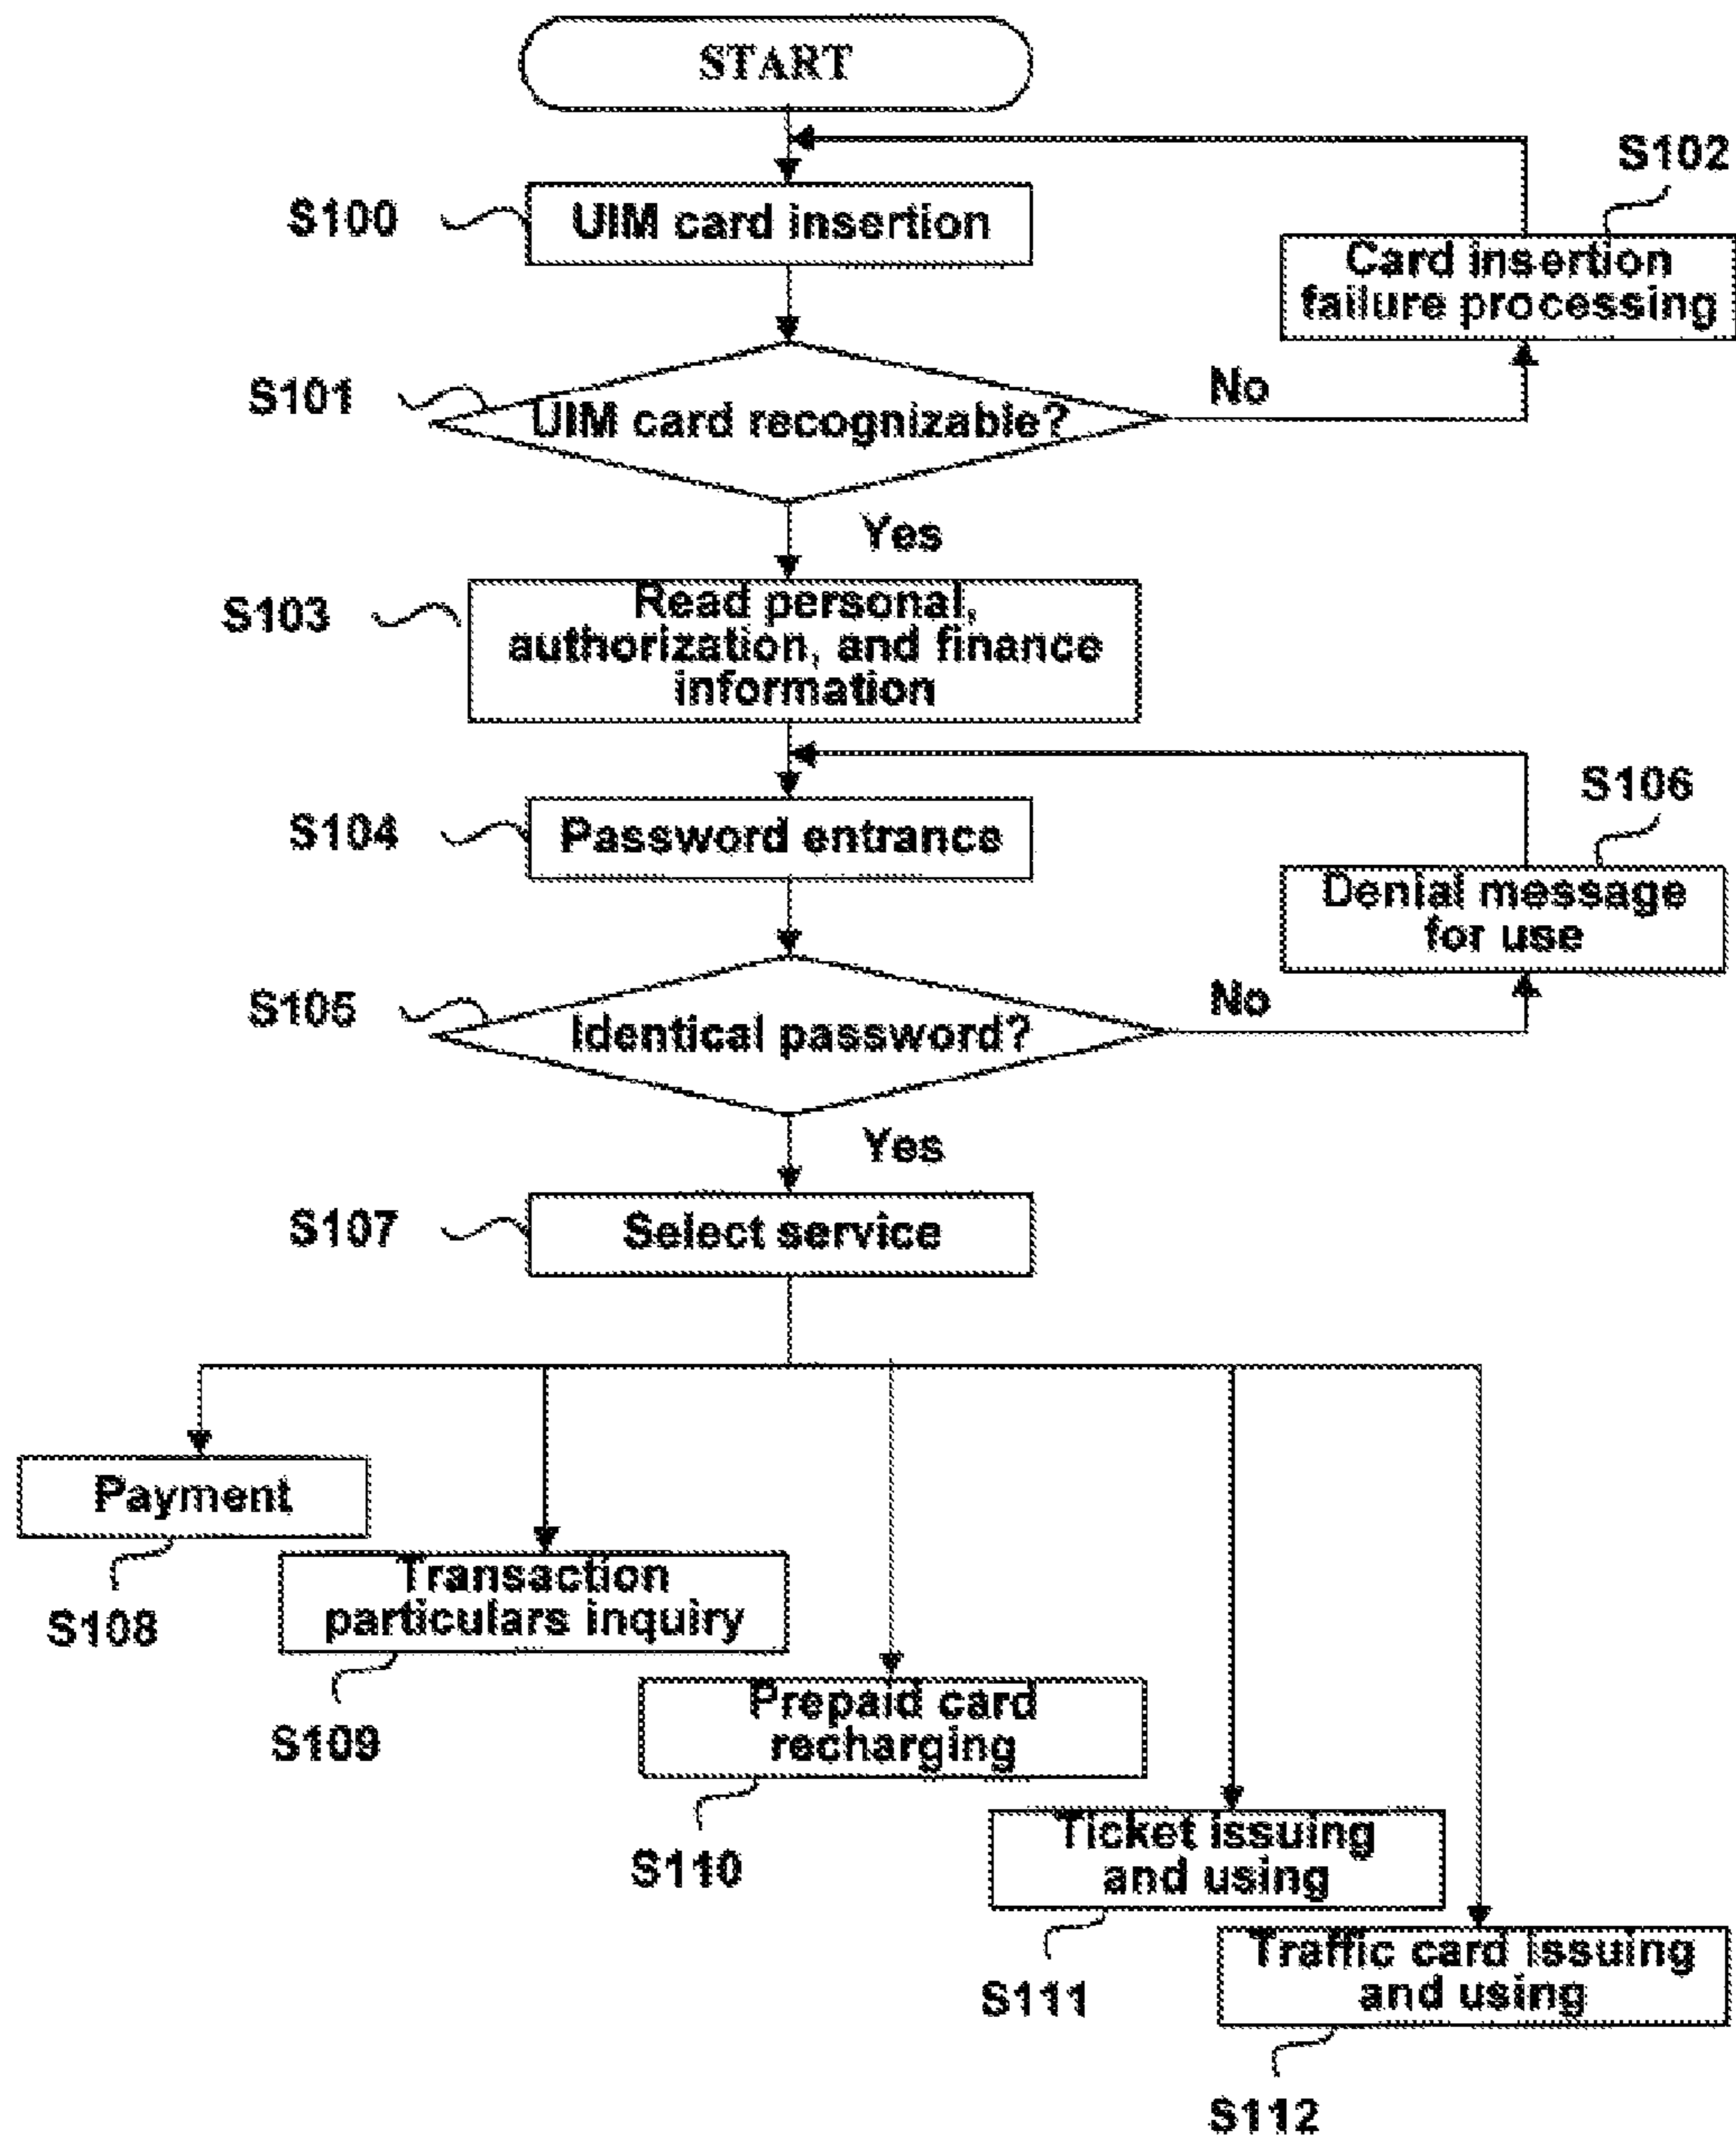 START
S102
S100
UIM card insertion
Card insertion
failure processing
S101
UIM card recognizable?
No
Yes
S103
Read personal,
authorization, and finance
information
S106
S104
Password entrance
Denial message
for use
S105
Identical password?
No
Yes
S107
Select service
Payment
S108
Transaction
particulars inquiry
S109
Prepaid card
recharging
S110
Ticket issuing
and using
S111
Traffic card issuing
and using
S112